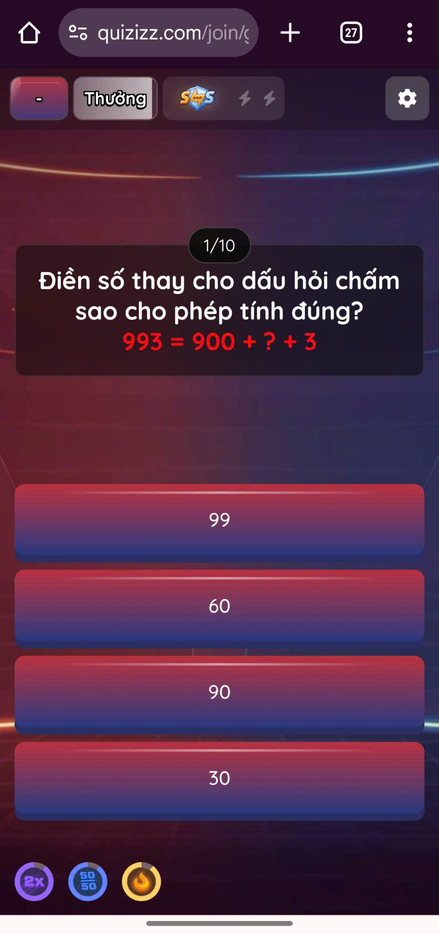 27
quizizz.com/join/g
-
Thưởng
1/10
Điền số thay cho dấu hỏi chấm
sao cho phép tính đúng?
993 = 900 + ? + 3
99
60
90
30
2x
50
50